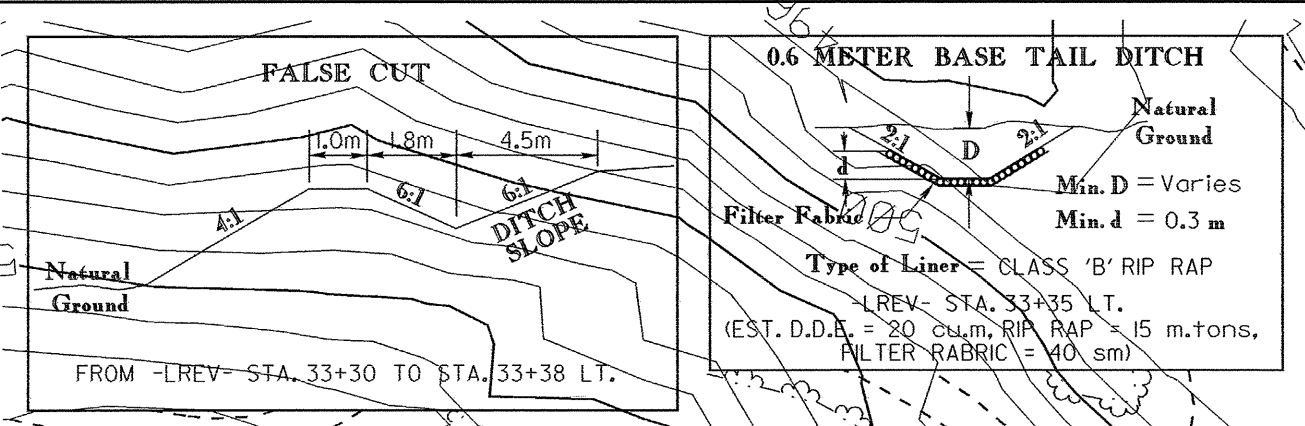 FALSE CUT
1.0m 1.8m 4.5m
4:1
6:1
6:1
DITCH
SLOPE
Natural
Ground
FROM -LREV- STA. 33+30 TO STA. 33+38 LT.
0.6 METER BASE TAIL DITCH
Natural
Ground
2:1
2:1
D
d
Min. D = Varies
Min. d = 0.3 m
Filter Fabric
500
Type of Liner = CLASS 'B' RIP RAP
-LREV- STA. 33+35 LT.
(EST. D.D.E. = 20 cu.m, RIP RAP = 15 m.tons,
FILTER RABRIC = 40 sm)